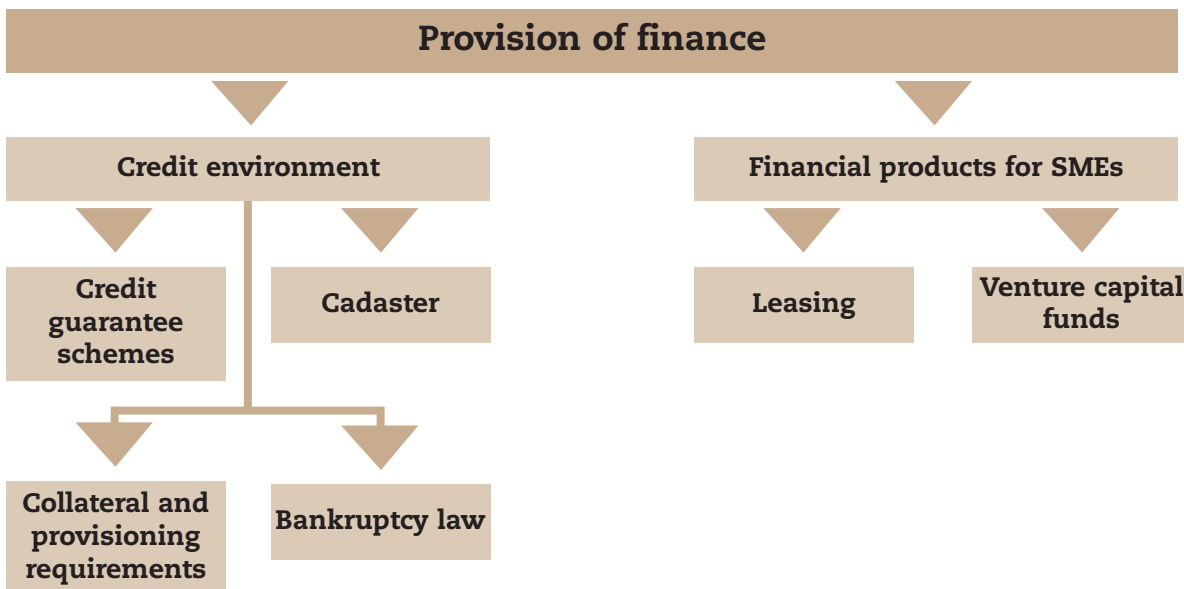 Provision of finance
Credit environment
Financial products for SMEs
Credit
guarantee
schemes
Cadaster
Leasing
Venture capital
funds
Collateral and
provisioning
requirements
Bankruptcy law